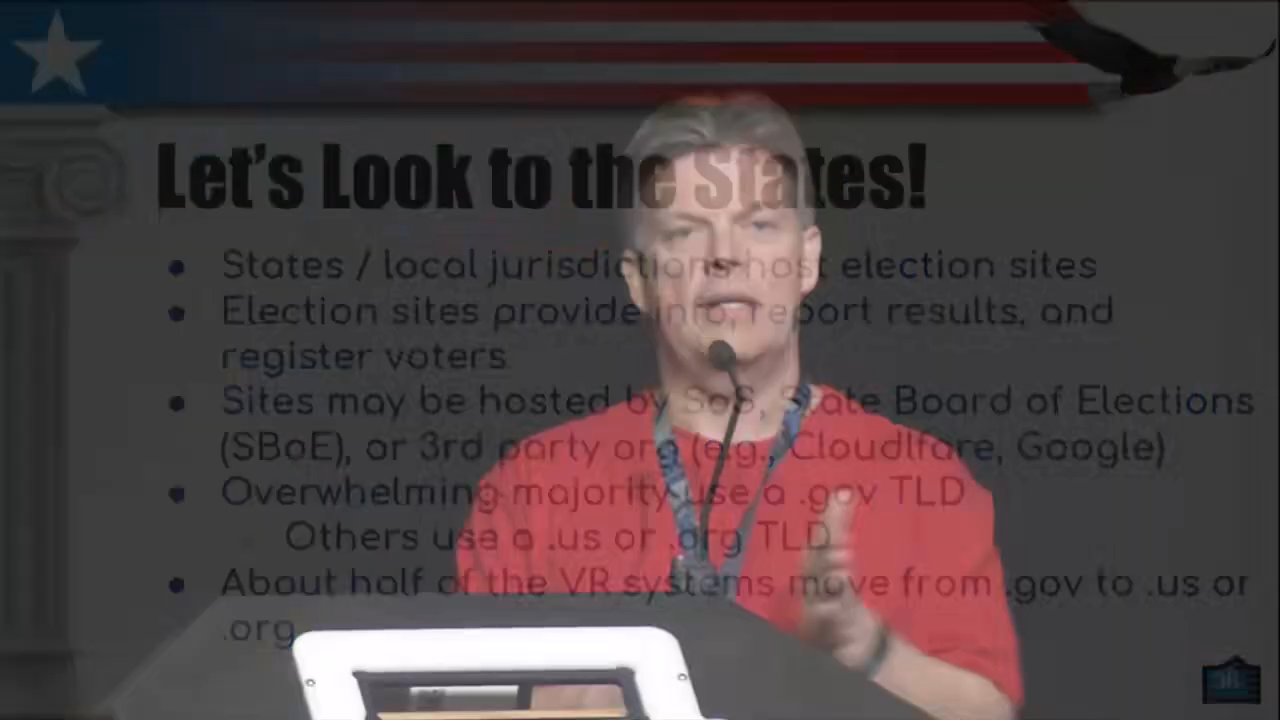 Let's Look to the States!
States / local jurisdictions host election sites
Election sites provide info, report results, and
register voters
Sites may be hosted by SoS, State Board of Elections
(SBoE), or 3rd party org (e.g., Cloudlfare, Google)
Overwhelming majority use a .gov TLD
Others use a .us or .org TLD
About half of the VR systems move from .gov to .us or
.org